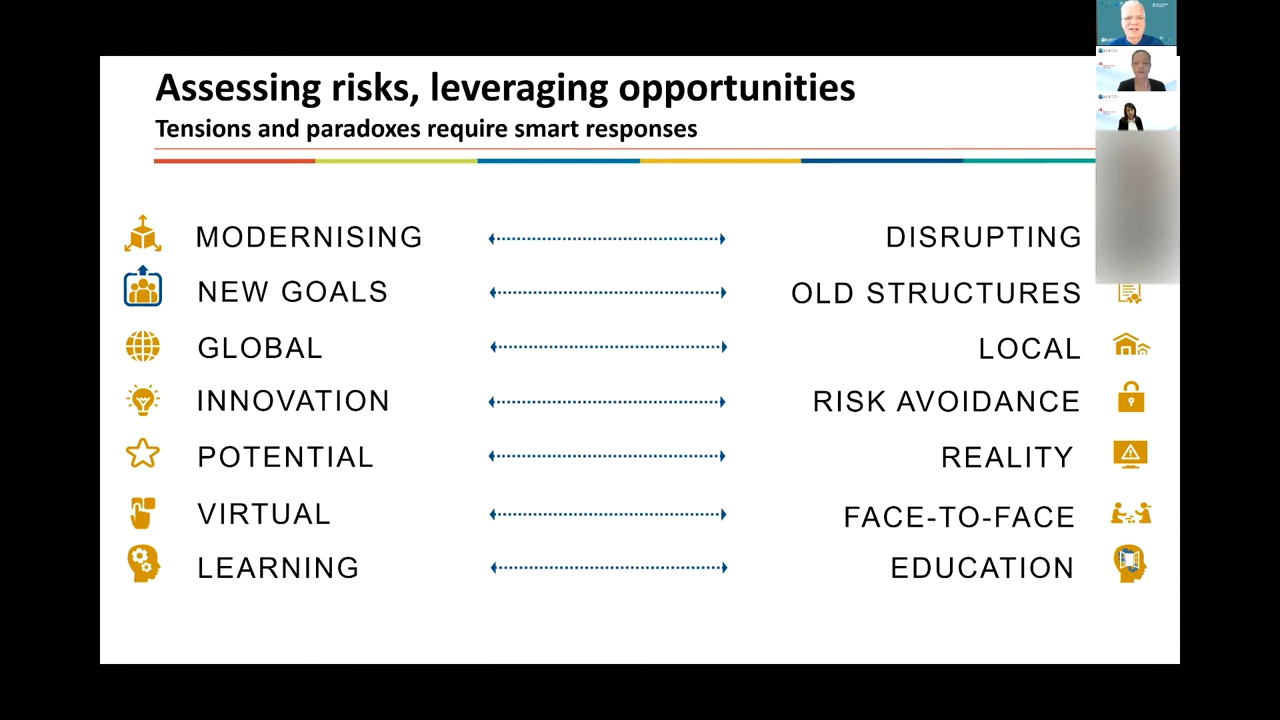 Assessing risks, leveraging opportunities
Tensions and paradoxes require smart responses
MODERNISING DISRUPTING
NEW GOALS OLD STRUCTURES
GLOBAL LOCAL
INNOVATION RISK AVOIDANCE
POTENTIAL REALITY
VIRTUAL FACE-TO-FACE
LEARNING EDUCATION